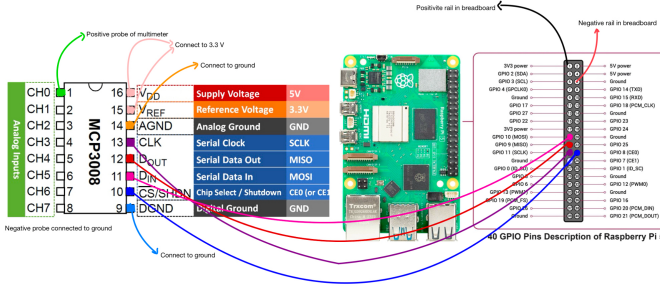 Positive probe of multimeter
Connect to 3.3 V
Connect to ground
Positivite rail in breadboard
Negative rail in breadboard
Analog Inputs
CH0 1
CH1 2
CH2 3
CH3 4
CH4 5
CH5 6
CH6 7
CH7 8
MCP3008
16 VDD Supply Voltage 5V
15 VREF Reference Voltage 3.3V
14 AGND Analog Ground GND
13 CLK Serial Clock SCLK
12 DOUT Serial Data Out MISO
11 DIN Serial Data In MOSI
10 CS/SHDN Chip Select / Shutdown CE0 (or CE1
9 DGND Digital Ground GND
Negative probe connected to ground
Connect to ground
3V3 power 5V power
GPIO 2 (SDA) 5V power
GPIO 3 (SCL) Ground
GPIO 4 (GPCLK0) GPIO 14 (TXD)
Ground GPIO 15 (RXD)
GPIO 17 GPIO 18 (PCM_CLK)
GPIO 27 Ground
GPIO 22 GPIO 23
3V3 power GPIO 24
GPIO 10 (MOSI) Ground
GPIO 9 (MISO) GPIO 25
GPIO 11 (SCLK) GPIO 8 (CE0)
Ground GPIO 7 (CE1)
GPIO 0 (ID_SD) GPIO 1 (ID_SC)
Ground
GPIO 12 (PWM0)
GPIO 13 (PWM1) Ground
GPIO 19 (PCM_FS) GPIO 16
GPIO 20 (PCM_DIN)
Ground GPIO 21 (PCM_DOUT)
40 GPIO Pins Description of Raspberry Pi